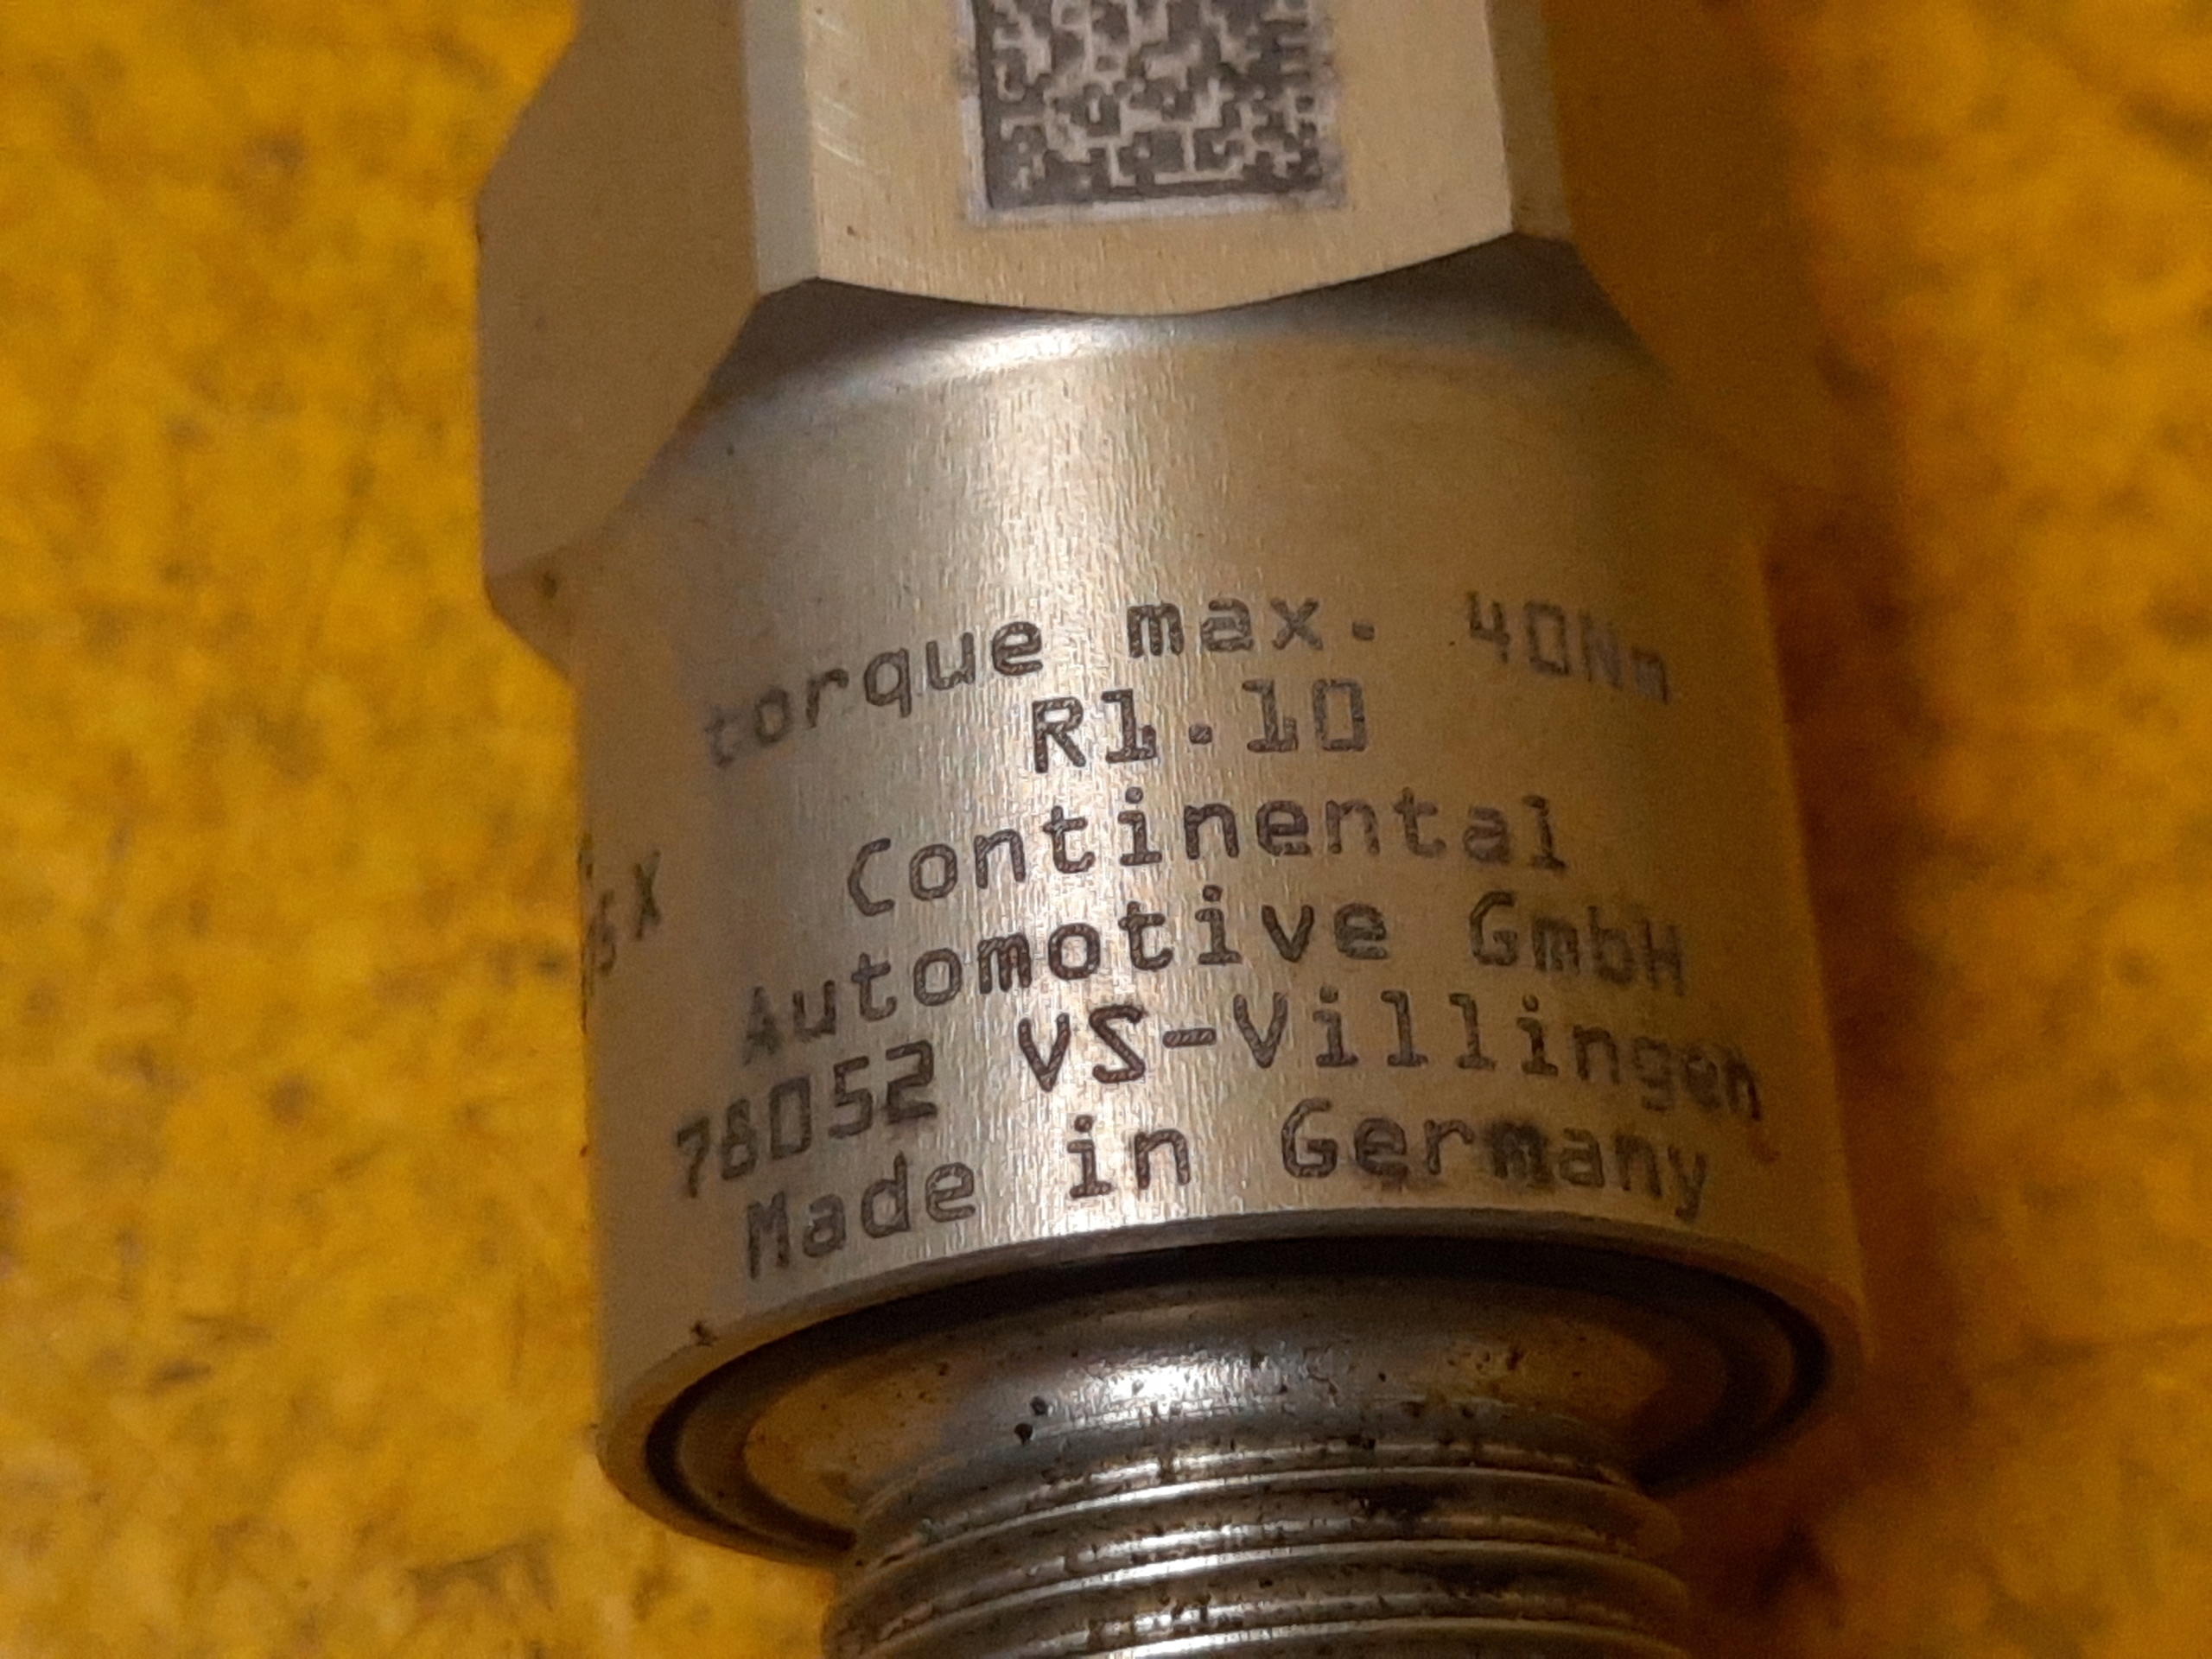 torque max. 40Nm
R1.10
Continental
Automotive GmbH
78052 VS-Villingen
Made in Germany